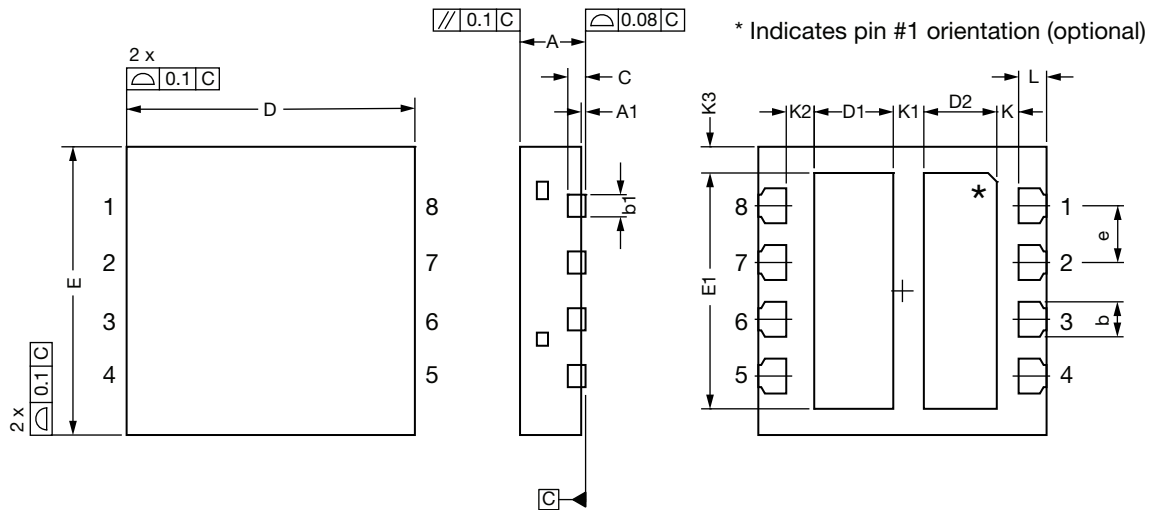 // 0.1 C
A
⌓ 0.08 C
* Indicates pin #1 orientation (optional)
2 x
⌓ 0.1 C
D
C
A1
K3
K2
D1
K1
D2
K
L
E
1
2
3
4
8
7
6
5
b1
E1
8
7
6
5
*
1
2
3
4
e
b
2 x
⌓ 0.1 C
C